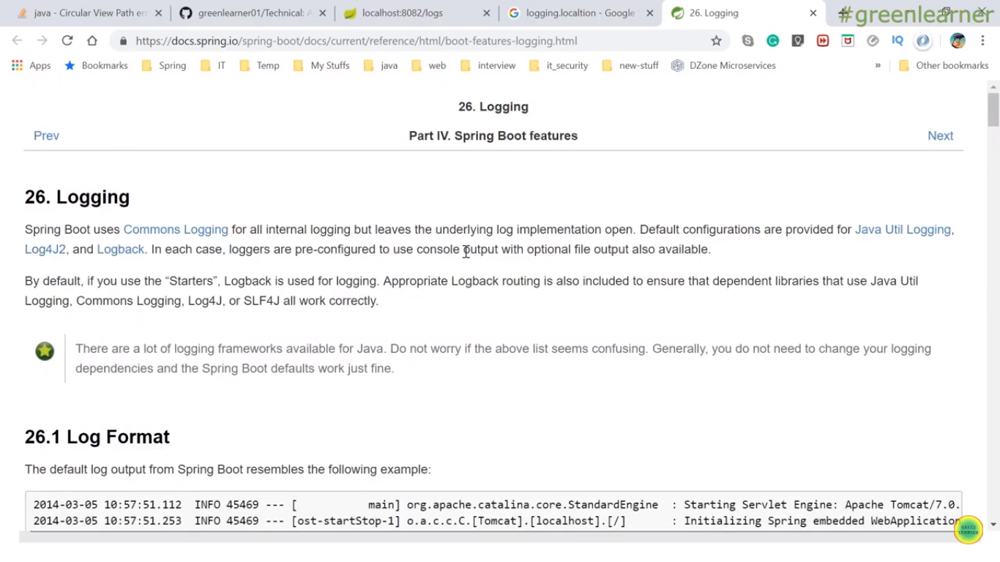 java - Circular View Path er
greenlearner01/Technical: A
localhost:8082/logs
logging.localtion - Google
26. Logging
#greenlearner
https://docs.spring.io/spring-boot/docs/current/reference/html/boot-features-logging.html
IQ
Apps
Bookmarks
Spring
IT
Temp
My Stuffs
java
web
interview
it_security
new-stuff
DZone Microservices
»
Other bookmarks
26. Logging
Prev
Part IV. Spring Boot features
Next
26. Logging
Spring Boot uses Commons Logging for all internal logging but leaves the underlying log implementation open. Default configurations are provided for Java Util Logging,
Log4J2, and Logback. In each case, loggers are pre-configured to use console output with optional file output also available.
By default, if you use the “Starters”, Logback is used for logging. Appropriate Logback routing is also included to ensure that dependent libraries that use Java Util
Logging, Commons Logging, Log4J, or SLF4J all work correctly.
There are a lot of logging frameworks available for Java. Do not worry if the above list seems confusing. Generally, you do not need to change your logging
dependencies and the Spring Boot defaults work just fine.
26.1 Log Format
The default log output from Spring Boot resembles the following example:
2014-03-05 10:57:51.112  INFO 45469 --- [           main] org.apache.catalina.core.StandardEngine  : Starting Servlet Engine: Apache Tomcat/7.0.
2014-03-05 10:57:51.253  INFO 45469 --- [ost-startStop-1] o.a.c.c.C.[Tomcat].[localhost].[/]       : Initializing Spring embedded WebApplication
GREEN
LEARNER